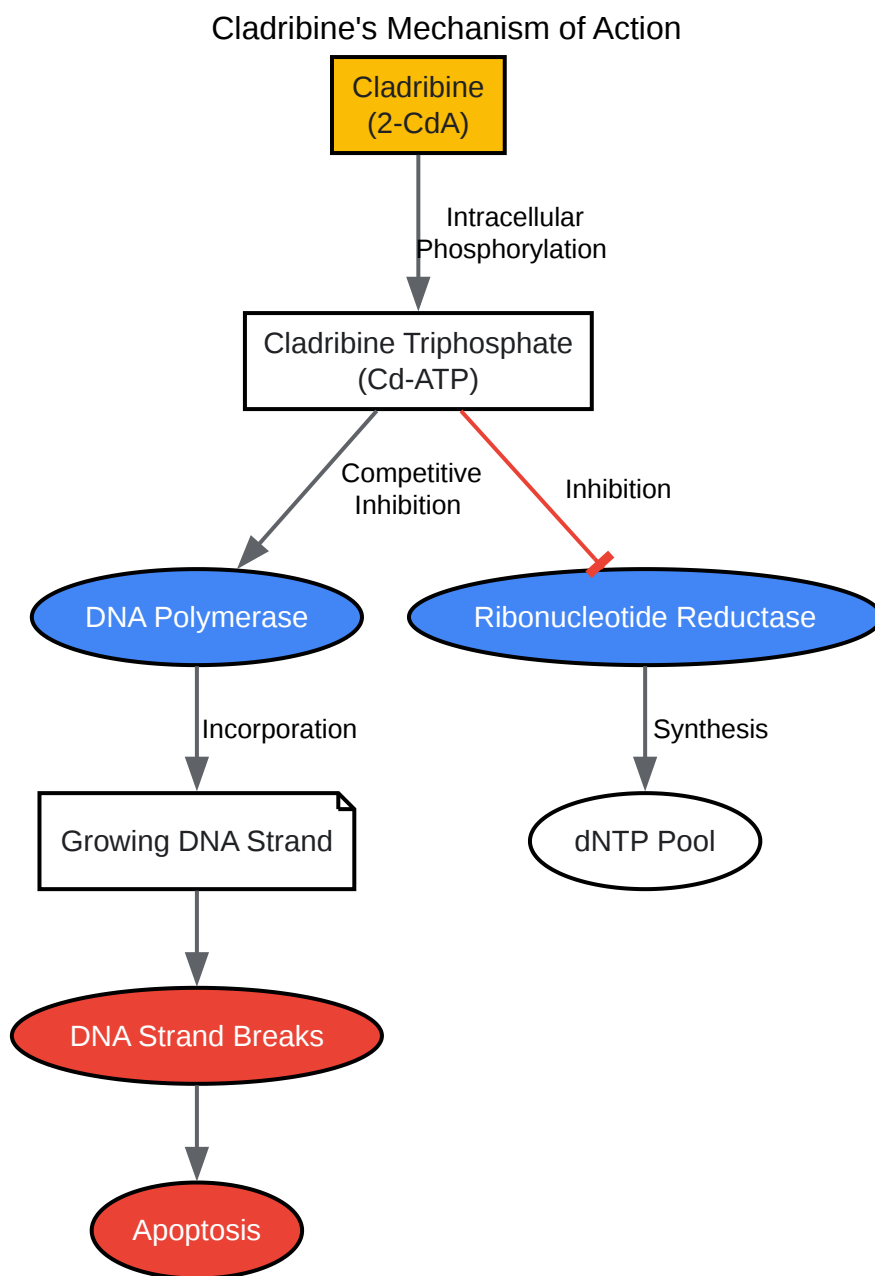 Cladribine's Mechanism of Action
Cladribine
(2-CdA)
Intracellular
Phosphorylation
Cladribine Triphosphate
(Cd-ATP)
Competitive
Inhibition
Inhibition
DNA Polymerase
Ribonucleotide Reductase
Incorporation
Synthesis
Growing DNA Strand
dNTP Pool
DNA Strand Breaks
Apoptosis